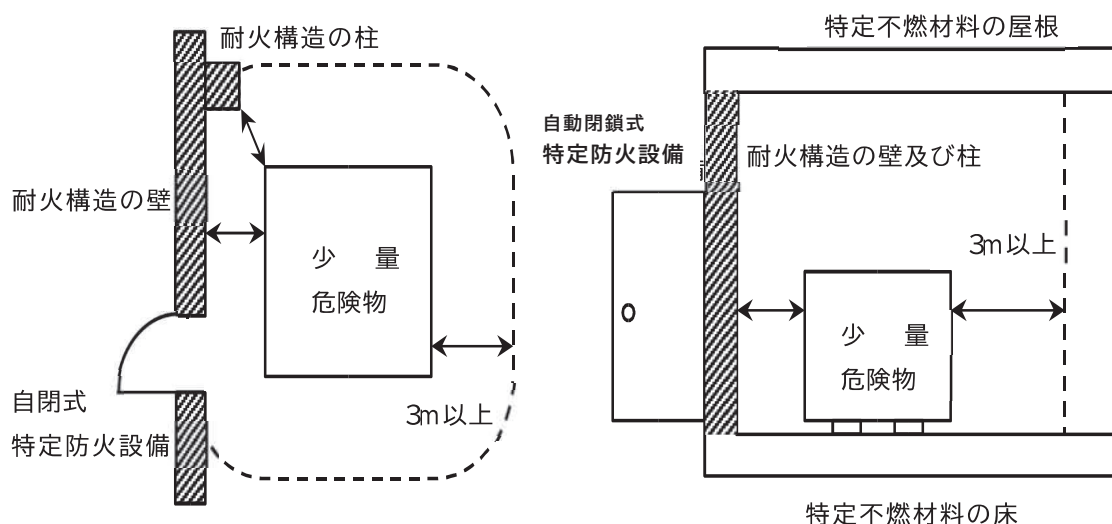 耐火構造の柱
耐火構造の壁
少　量
危険物
自閉式
特定防火設備
3m以上
特定不燃材料の屋根
自動閉鎖式
特定防火設備
耐火構造の壁及び柱
3m以上
少　量
危険物
特定不燃材料の床